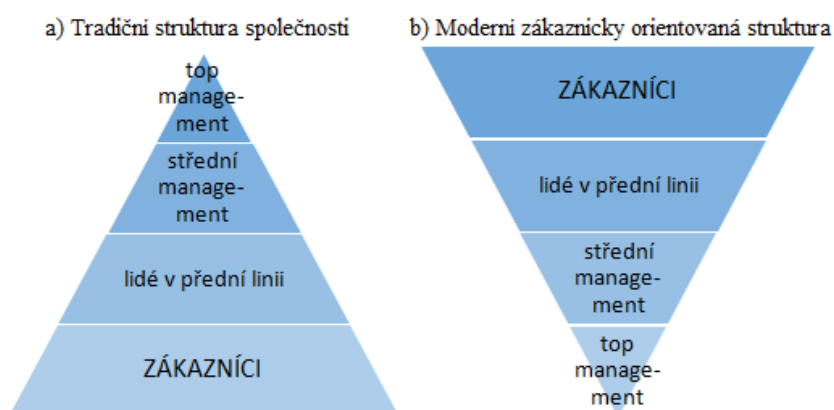 a) Tradiční struktura společnosti
top
manage-
ment
střední
manage-
ment
lidé v přední linii
ZÁKAZNÍCI
b) Moderní zákaznicky orientovaná struktura
ZÁKAZNÍCI
lidé v přední linii
střední
manage-
ment
top
manage-
ment